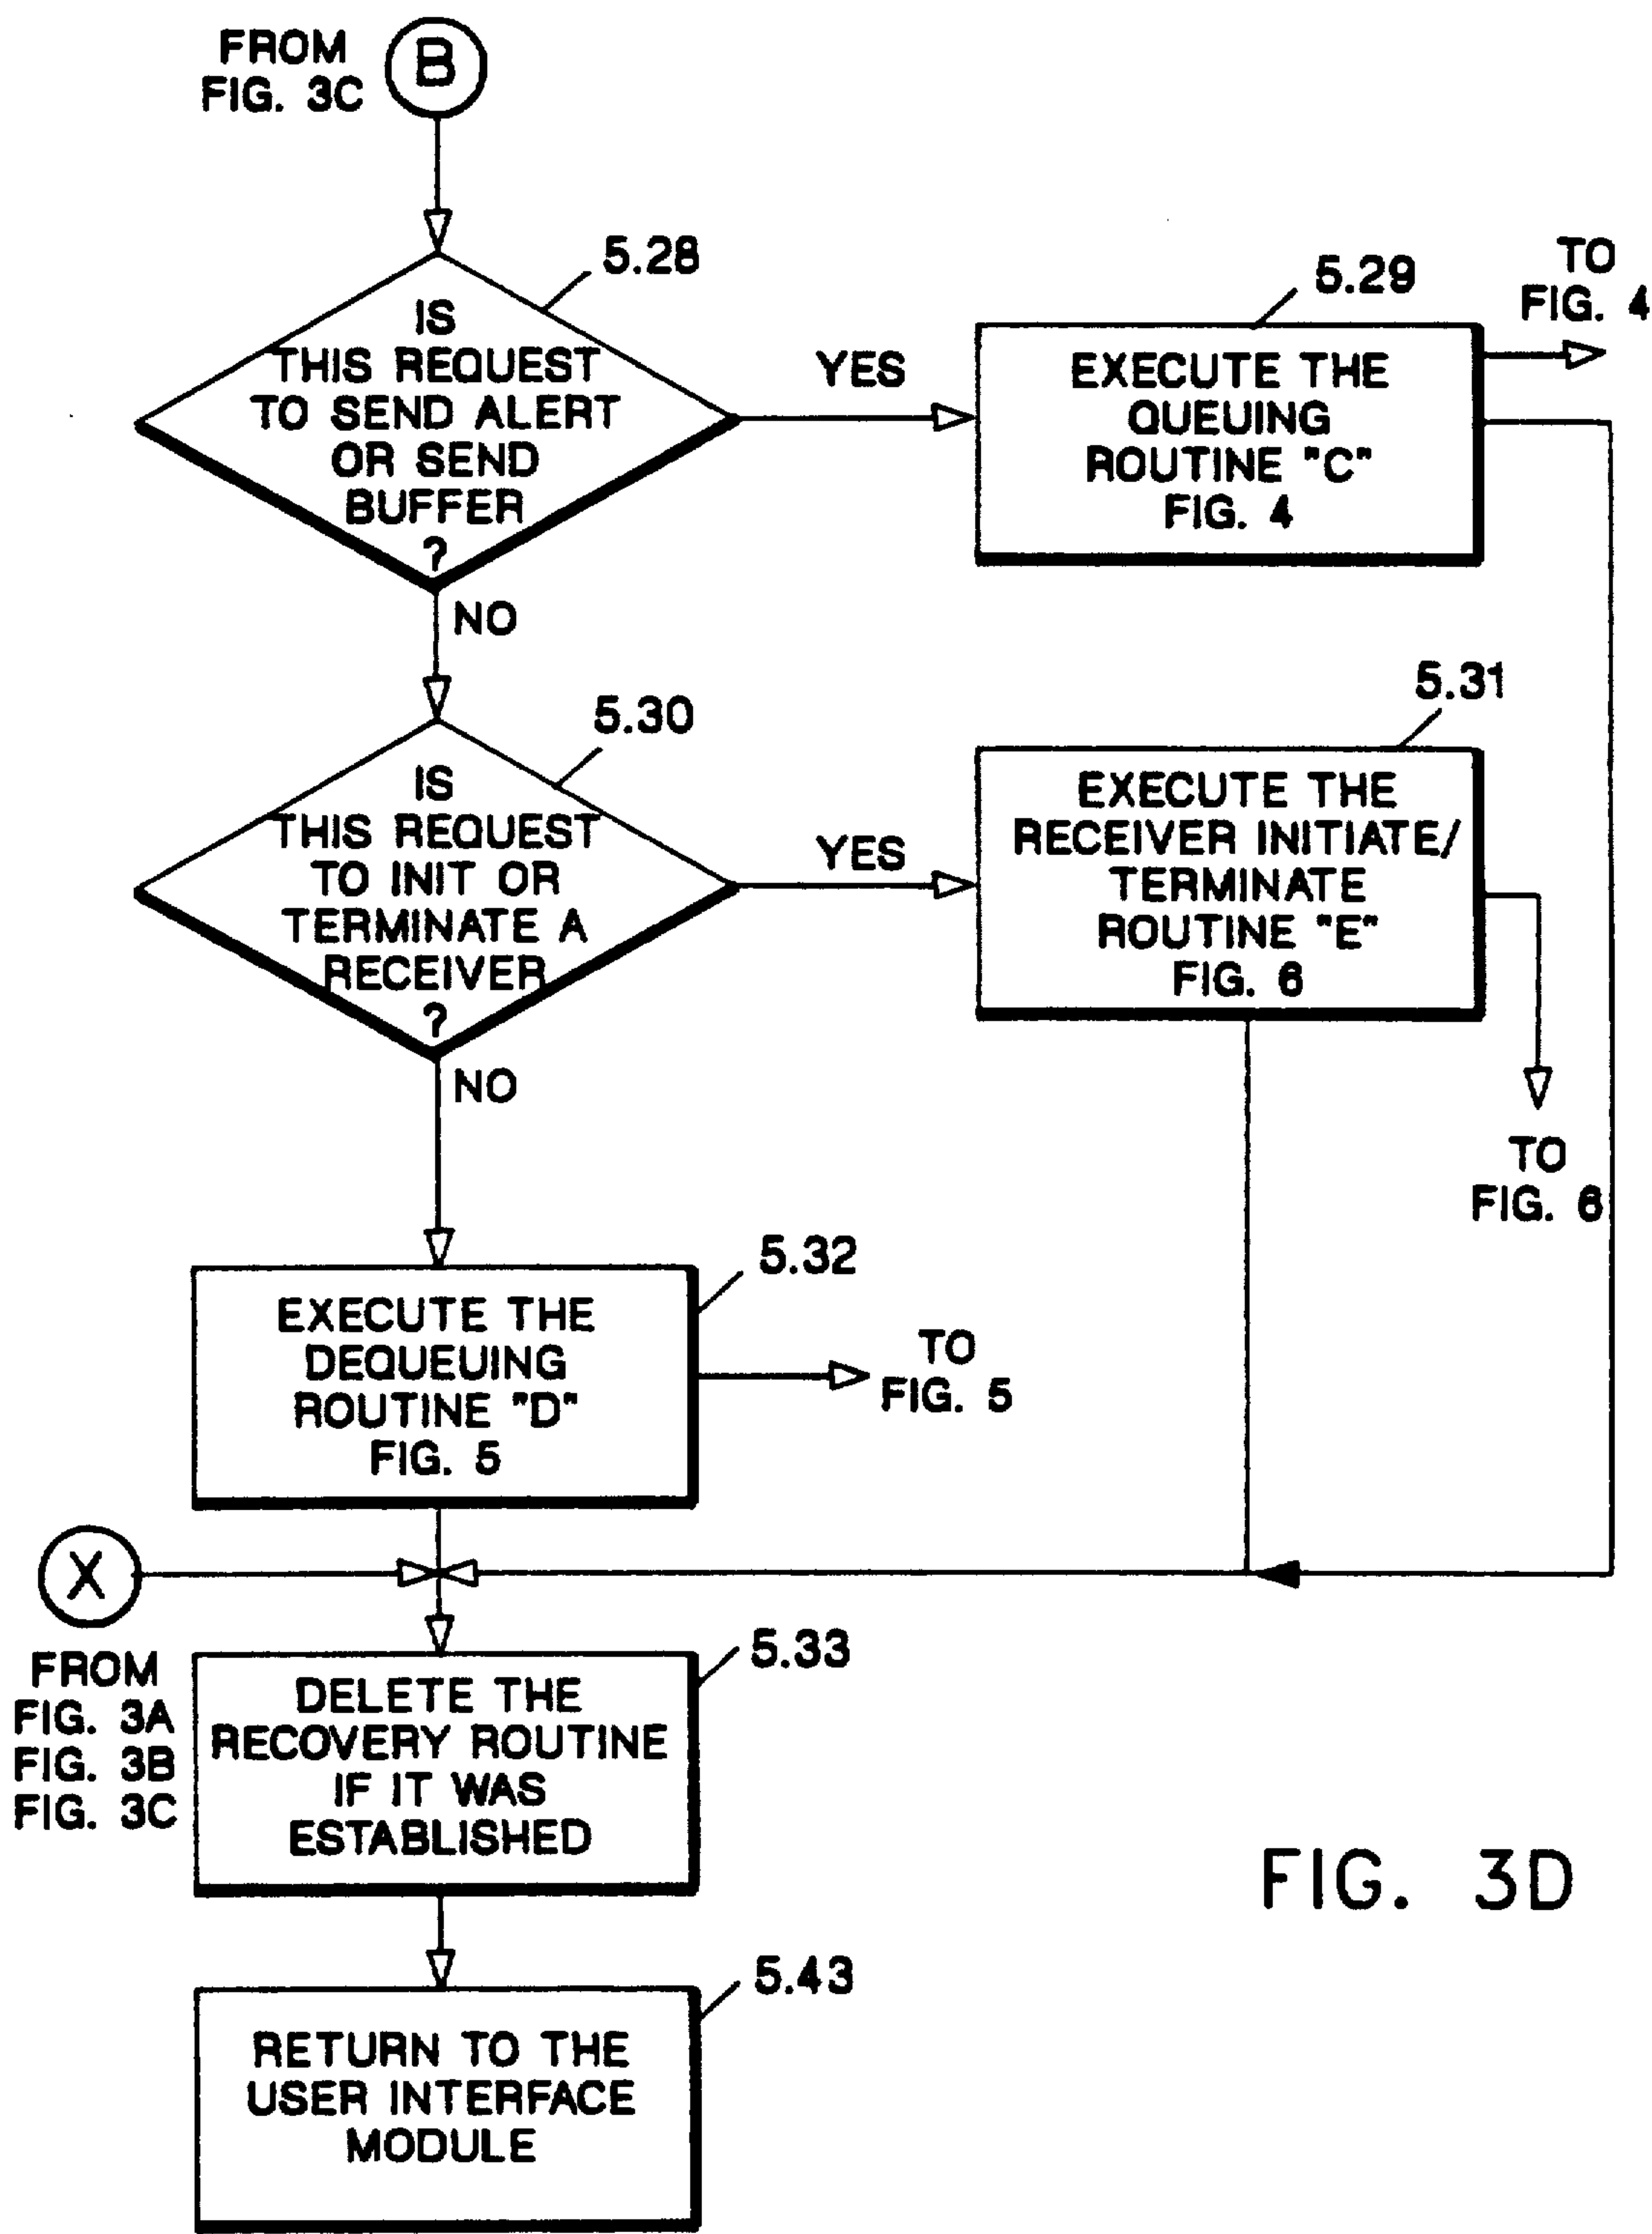 FROM
FIG. 3C
B
5.28
IS
THIS REQUEST
TO SEND ALERT
OR SEND
BUFFER
?
YES
5.29
EXECUTE THE
QUEUING
ROUTINE "C"
FIG. 4
TO
FIG. 4
NO
5.30
IS
THIS REQUEST
TO INIT OR
TERMINATE A
RECEIVER
?
YES
5.31
EXECUTE THE
RECEIVER INITIATE/
TERMINATE
ROUTINE "E"
FIG. 6
TO
FIG. 6
NO
5.32
EXECUTE THE
DEQUEUING
ROUTINE "D"
FIG. 5
TO
FIG. 5
X
FROM
FIG. 3A
FIG. 3B
FIG. 3C
5.33
DELETE THE
RECOVERY ROUTINE
IF IT WAS
ESTABLISHED
5.43
RETURN TO THE
USER INTERFACE
MODULE
FIG. 3D